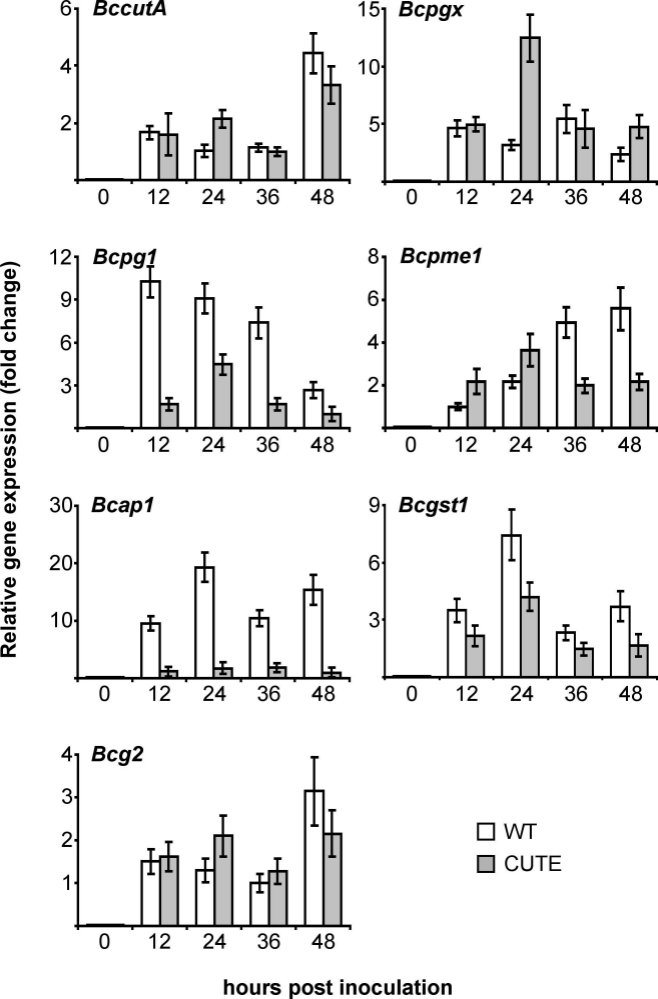 BccutA
6
4
2
0 12 24 36 48
Bcpgx
15
10
5
0 12 24 36 48
Bcpg1
12
9
6
3
0 12 24 36 48
Bcpme1
8
6
4
2
0 12 24 36 48
Bcap1
30
20
10
0 12 24 36 48
Bcgst1
9
6
3
0 12 24 36 48
Bcg2
4
3
2
1
0 12 24 36 48
WT
CUTE
Relative gene expression (fold change)
hours post inoculation